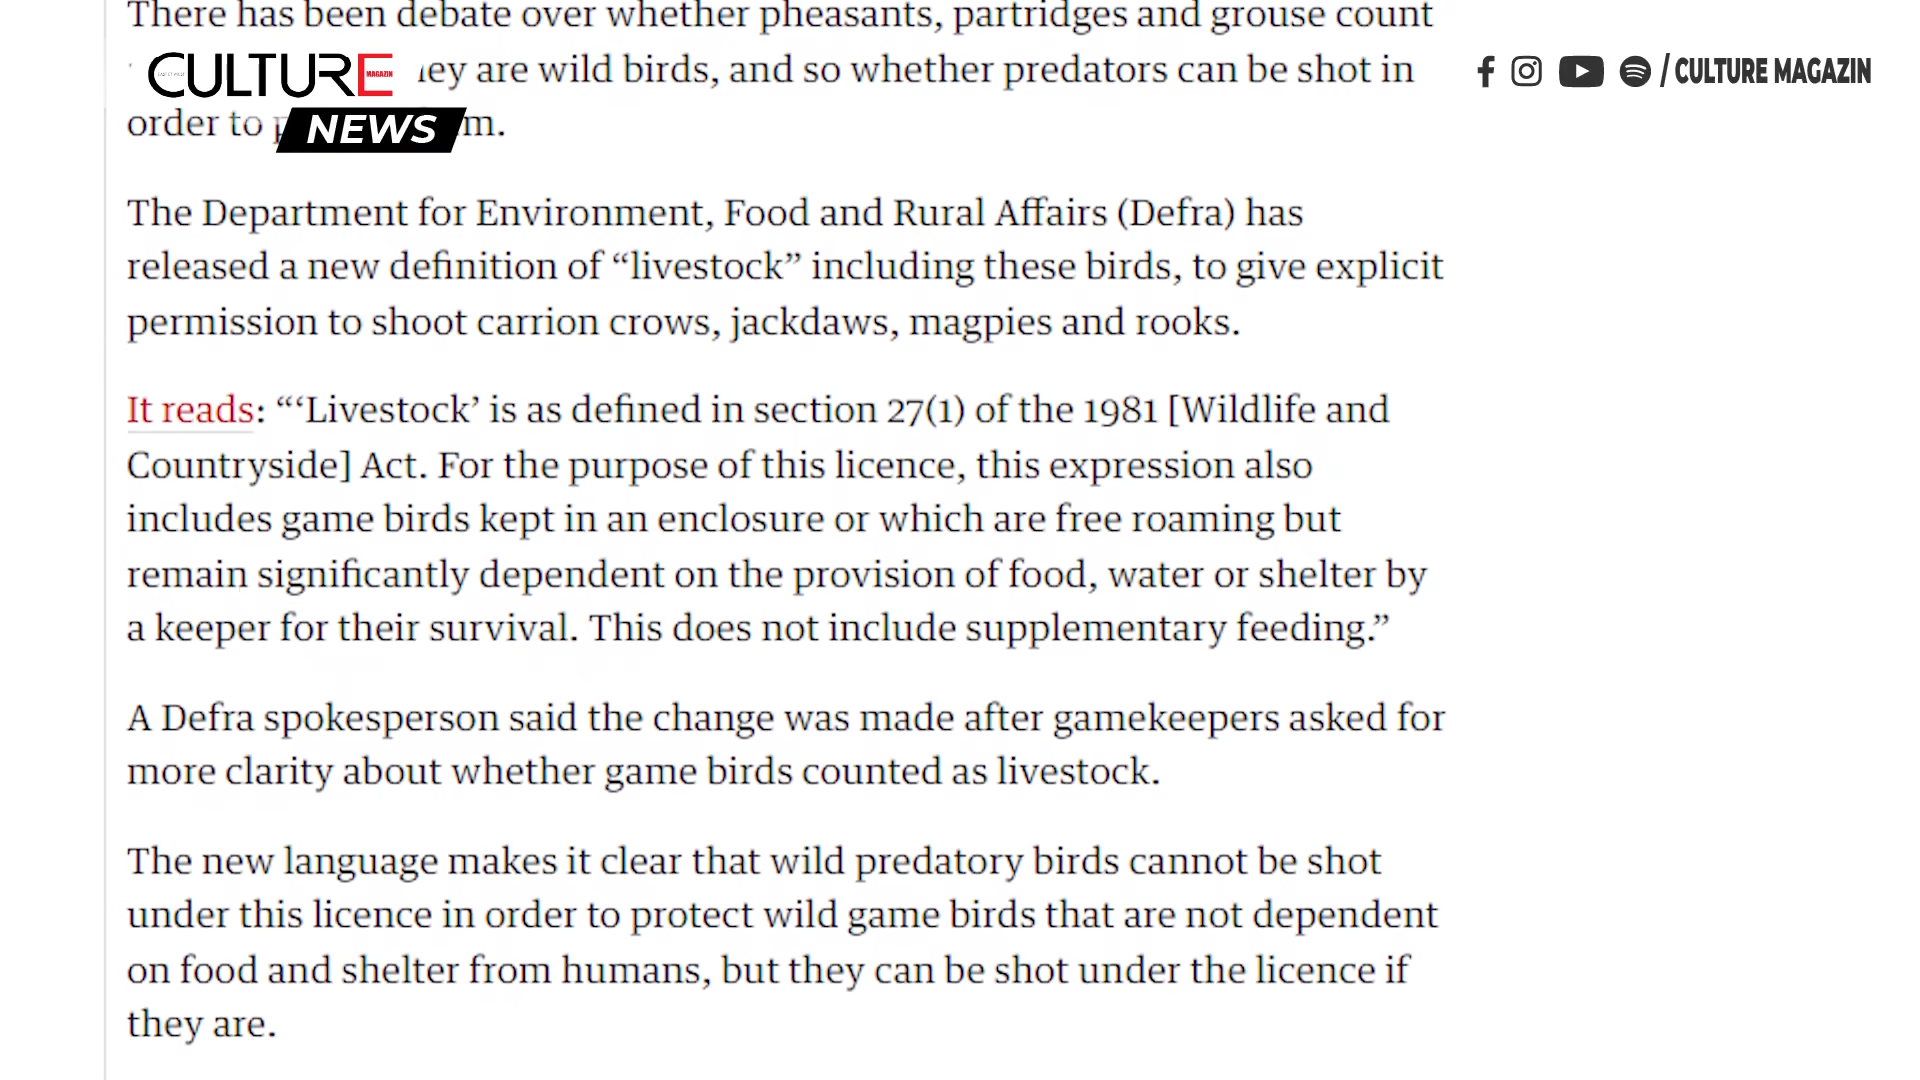 There has been debate over whether pheasants, partridges and grouse count
CULTURE MAGAZIN
are wild birds, and so whether predators can be shot in
/ CULTURE MAGAZIN
order to
NEWS
The Department for Environment, Food and Rural Affairs (Defra) has
released a new definition of “livestock” including these birds, to give explicit
permission to shoot carrion crows, jackdaws, magpies and rooks.
It reads: “‘Livestock’ is as defined in section 27(1) of the 1981 [Wildlife and
Countryside] Act. For the purpose of this licence, this expression also
includes game birds kept in an enclosure or which are free roaming but
remain significantly dependent on the provision of food, water or shelter by
a keeper for their survival. This does not include supplementary feeding.”
A Defra spokesperson said the change was made after gamekeepers asked for
more clarity about whether game birds counted as livestock.
The new language makes it clear that wild predatory birds cannot be shot
under this licence in order to protect wild game birds that are not dependent
on food and shelter from humans, but they can be shot under the licence if
they are.